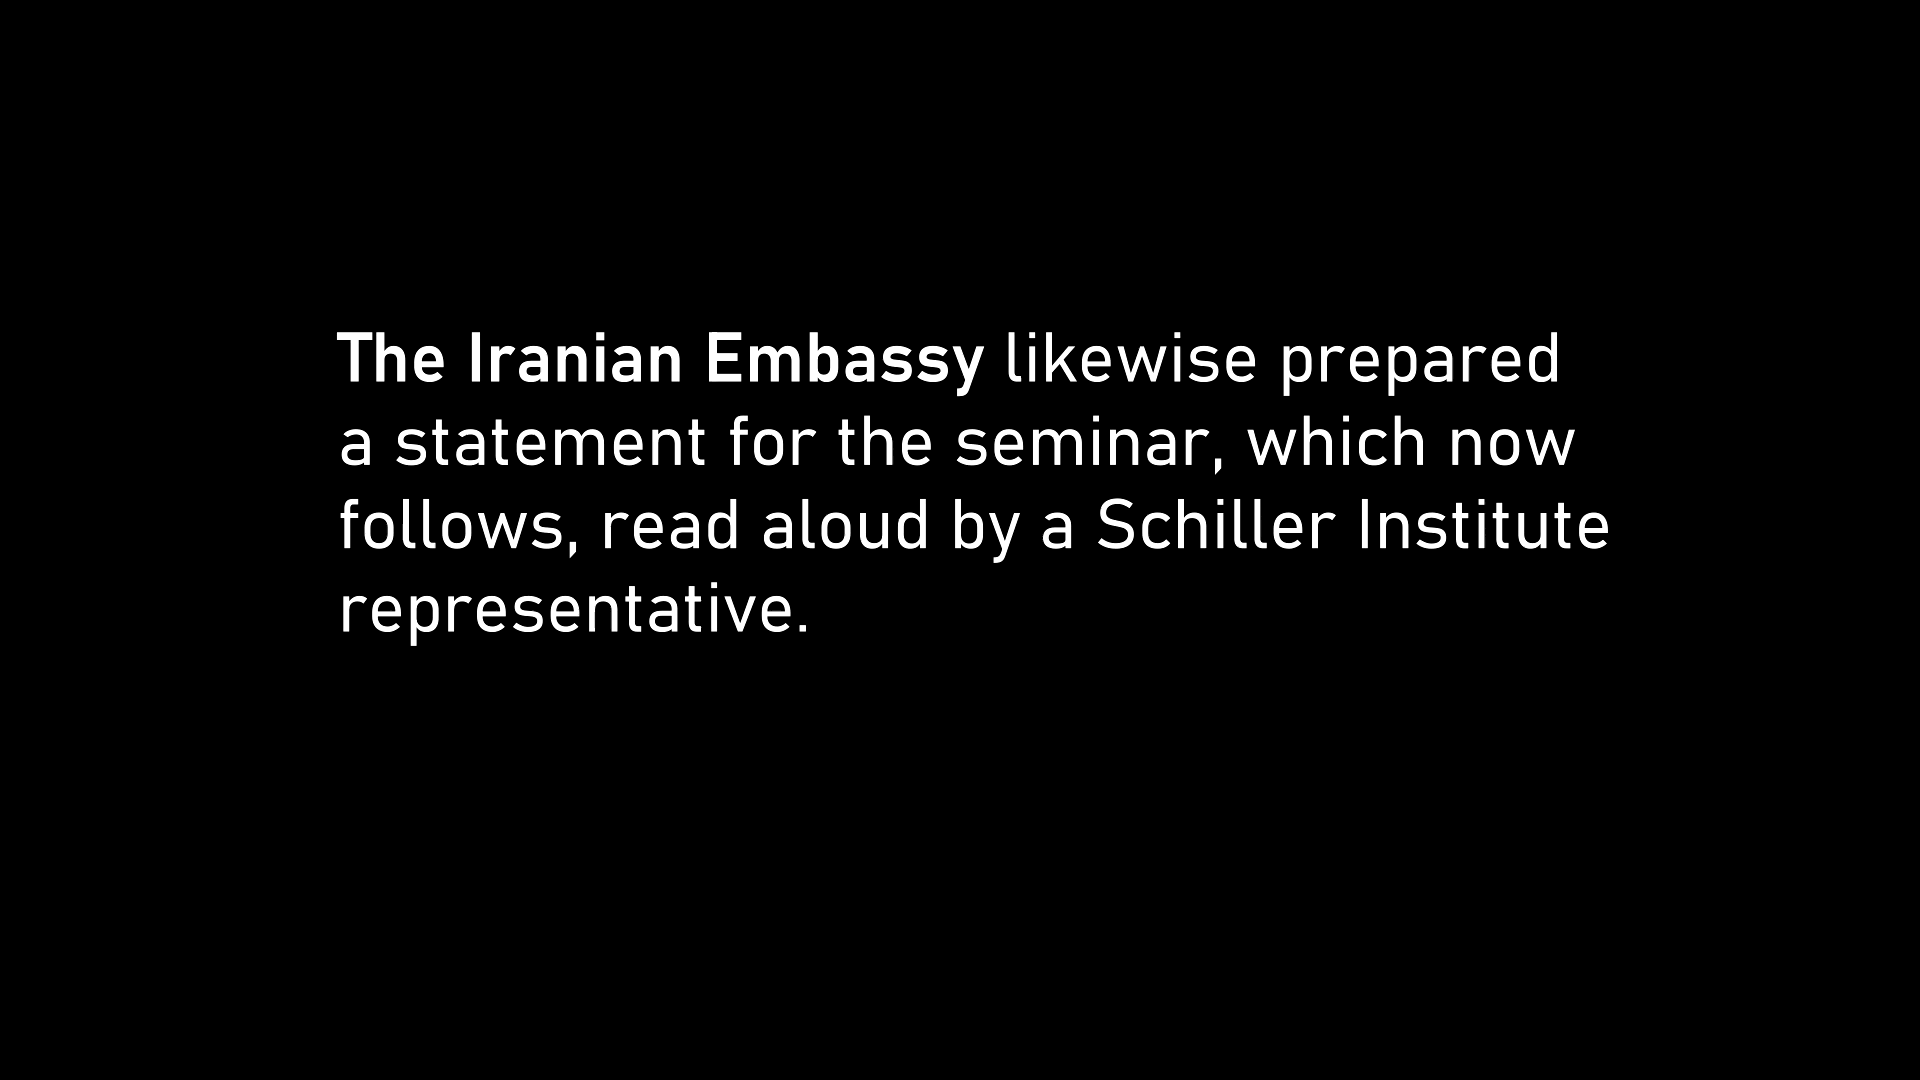 The Iranian Embassy likewise prepared
a statement for the seminar, which now
follows, read aloud by a Schiller Institute
representative.